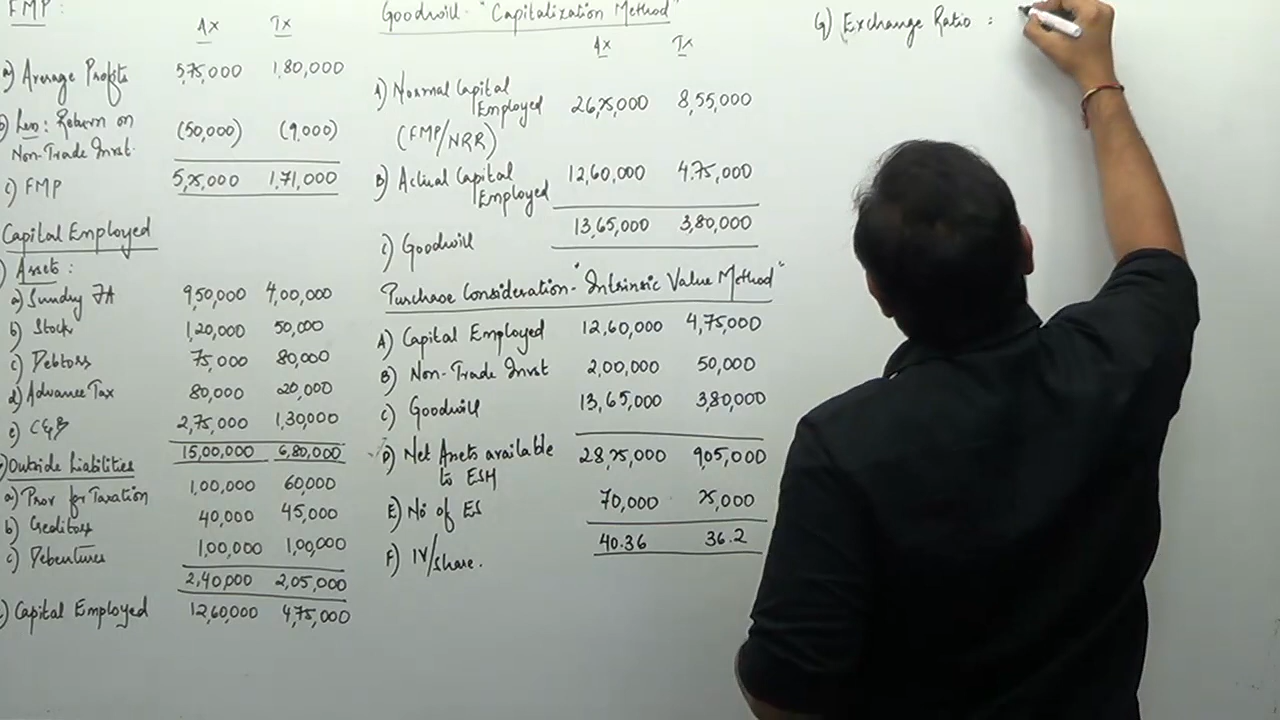 FMP:
Ax Tx
a) Average Profits 5,75,000 1,80,000
b) Less: Return on (50,000) (9,000)
Non-Trade Invst.
c) FMP 5,25,000 1,71,000
Capital Employed
) Assets:
a) Sundry FA 9,50,000 4,00,000
b) Stock 1,20,000 50,000
c) Debtors 75,000 80,000
d) Advance Tax 80,000 20,000
e) C&B 2,75,000 1,30,000
15,00,000 6,80,000
) Outside Liabilities
a) Prov for Taxation 1,00,000 60,000
b) Creditors 40,000 45,000
c) Debentures 1,00,000 1,00,000
2,40,000 2,05,000
) Capital Employed 12,60,000 4,75,000
Goodwill - "Capitalization Method"
Ax Tx
A) Normal Capital
Employed 26,25,000 8,55,000
(FMP/NRR)
B) Actual Capital 12,60,000 4,75,000
Employed
C) Goodwill 13,65,000 3,80,000
Purchase Consideration - "Intrinsic Value Method"
A) Capital Employed 12,60,000 4,75,000
B) Non-Trade Invst 2,00,000 50,000
C) Goodwill 13,65,000 3,80,000
D) Net Assets available 28,25,000 905,000
to ESH
E) No of ES 70,000 25,000
F) IV/share. 40.36 36.2
G) Exchange Ratio :